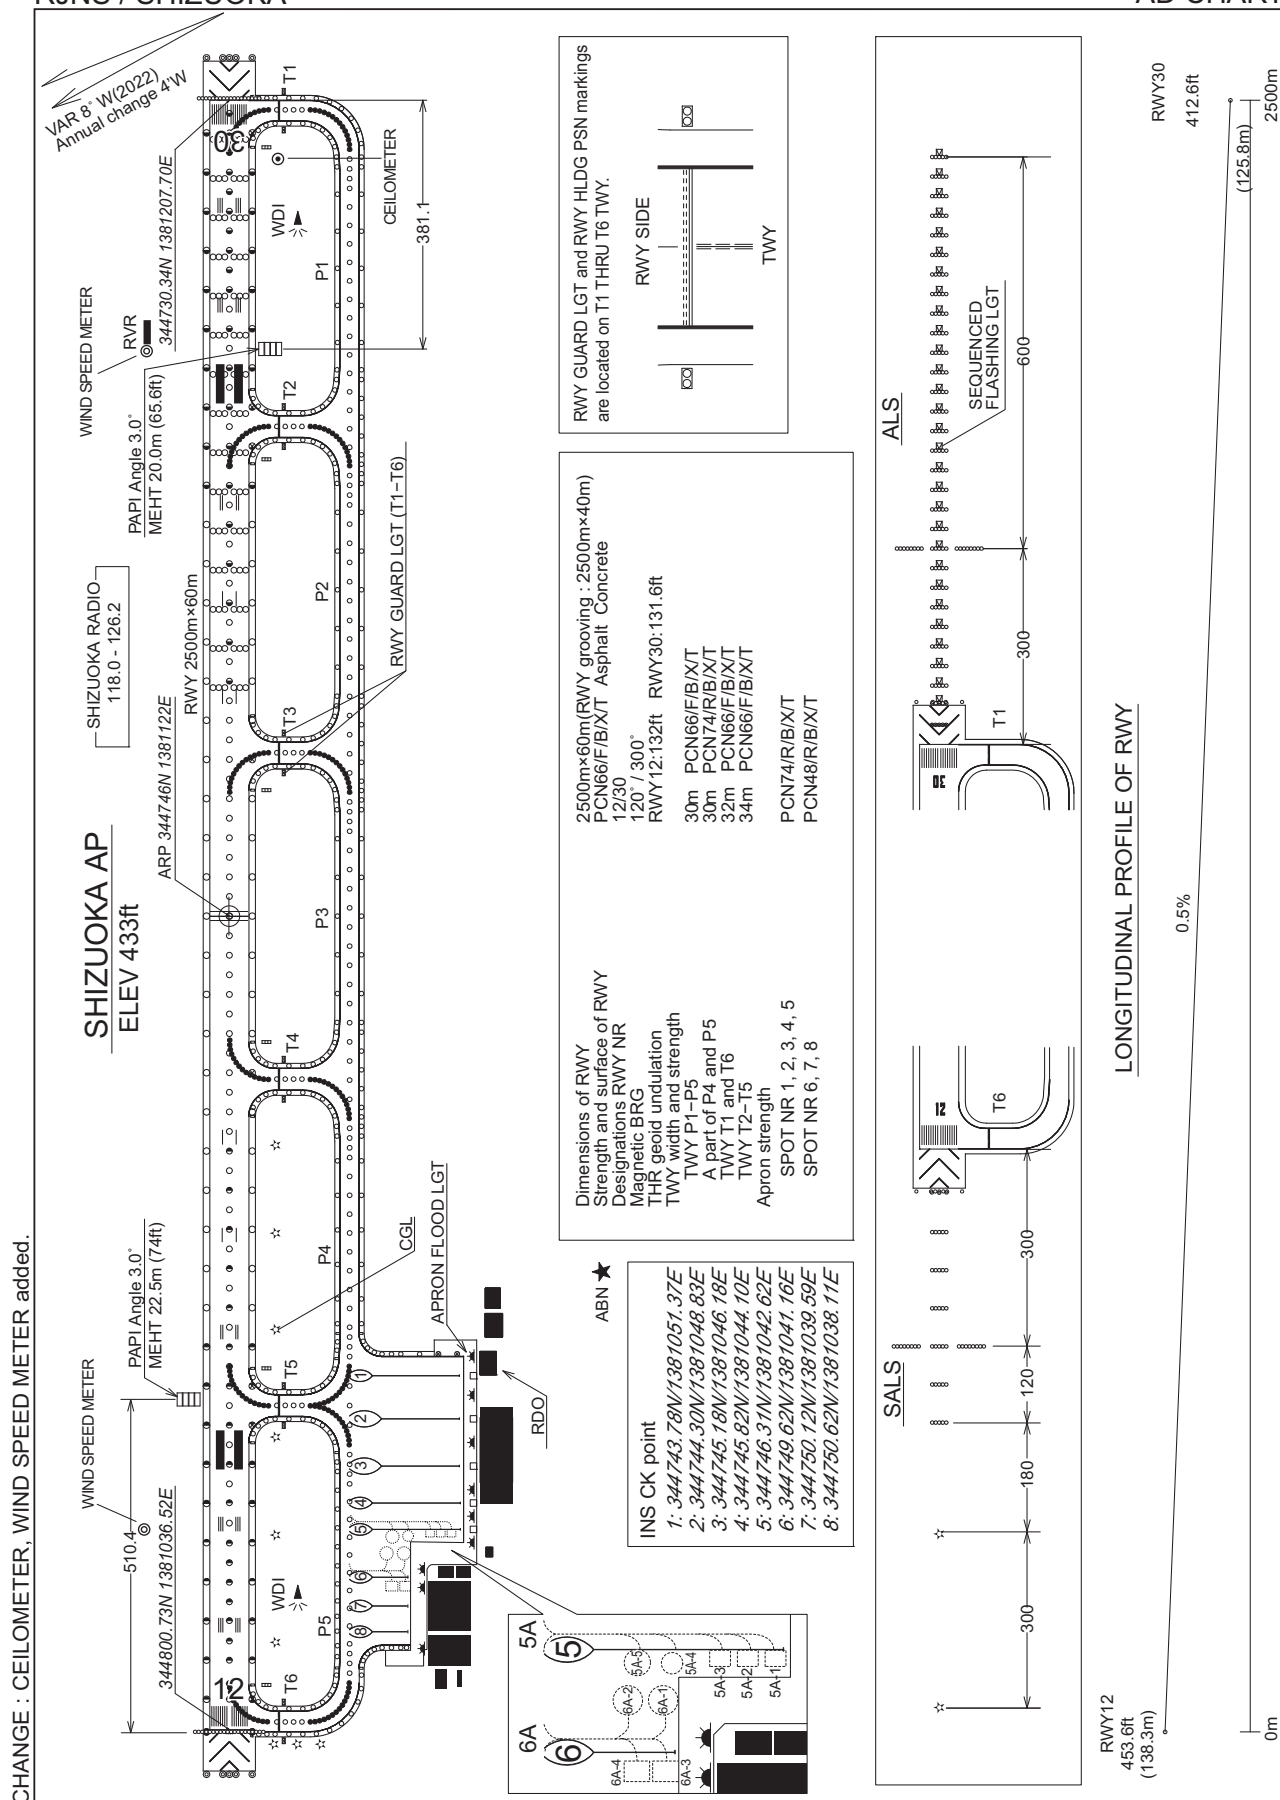 RJNS / SHIZUOKA
AD CHART
CHANGE : CEILOMETER, WIND SPEED METER added.
VAR 8° W(2022)
Annual change 4'W
SHIZUOKA AP
ELEV 433ft
SHIZUOKA RADIO
118.0 - 126.2
WIND SPEED METER
510.4
344800.73N 1381036.52E
PAPI Angle 3.0°
MEHT 22.5m (74ft)
ARP 344746N 1381122E
RWY 2500m×60m
PAPI Angle 3.0°
MEHT 20.0m (65.6ft)
WIND SPEED METER
RVR
344730.34N 1381207.70E
12
30
T6
T5
T4
T3
T2
T1
WDI
WDI
P5
P4
P3
P2
P1
CGL
RWY GUARD LGT (T1-T6)
CEILOMETER
381.1
APRON FLOOD LGT
RDO
8
7
6
5
4
3
2
1
ABN
INS CK point
1: 344743.78N/1381051.37E
2: 344744.30N/1381048.83E
3: 344745.18N/1381046.18E
4: 344745.82N/1381044.10E
5: 344746.31N/1381042.62E
6: 344749.62N/1381041.16E
7: 344750.12N/1381039.59E
8: 344750.62N/1381038.11E
6A
5A
6
5
6A-4
6A-3
6A-2
6A-1
5A-5
5A-4
5A-3
5A-2
5A-1
Dimensions of RWY 2500m×60m(RWY grooving : 2500m×40m)
Strength and surface of RWY PCN66/F/B/X/T Asphalt Concrete
Designations RWY NR 12/30
Magnetic BRG 120° / 300°
THR geoid undulation RWY12:132ft RWY30:131.6ft
TWY width and strength
TWY P1-P5 30m PCN66/F/B/X/T
A part of P4 and P5 30m PCN74/R/B/X/T
TWY T1 and T6 32m PCN66/F/B/X/T
TWY T2-T5 34m PCN66/F/B/X/T
Apron strength
SPOT NR 1, 2, 3, 4, 5 PCN74/R/B/X/T
SPOT NR 6, 7, 8 PCN48/R/B/X/T
RWY GUARD LGT and RWY HLDG PSN markings
are located on T1 THRU T6 TWY.
RWY SIDE
TWY
SALS
300
180
120
300
12
T6
ALS
30
T1
300
600
SEQUENCED
FLASHING LGT
LONGITUDINAL PROFILE OF RWY
RWY12
453.6ft
(138.3m)
0.5%
RWY30
412.6ft
(125.8m)
0m
2500m